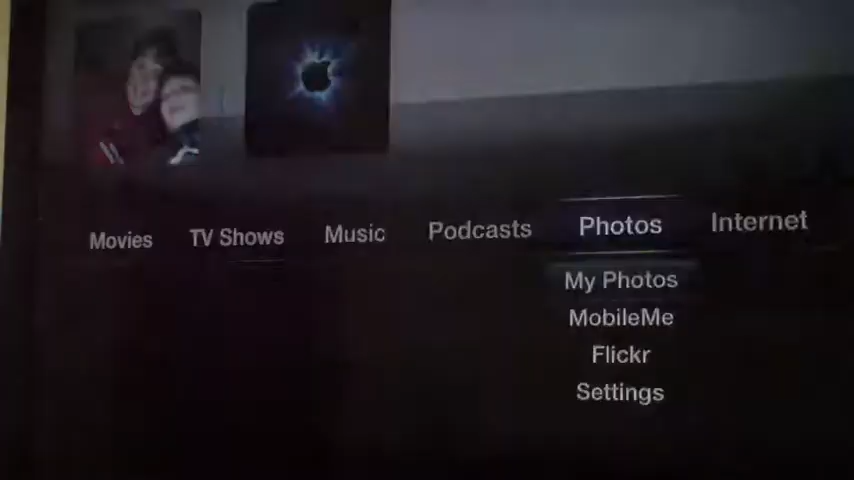 Movies TV Shows Music Podcasts Photos Internet
My Photos
MobileMe
Flickr
Settings